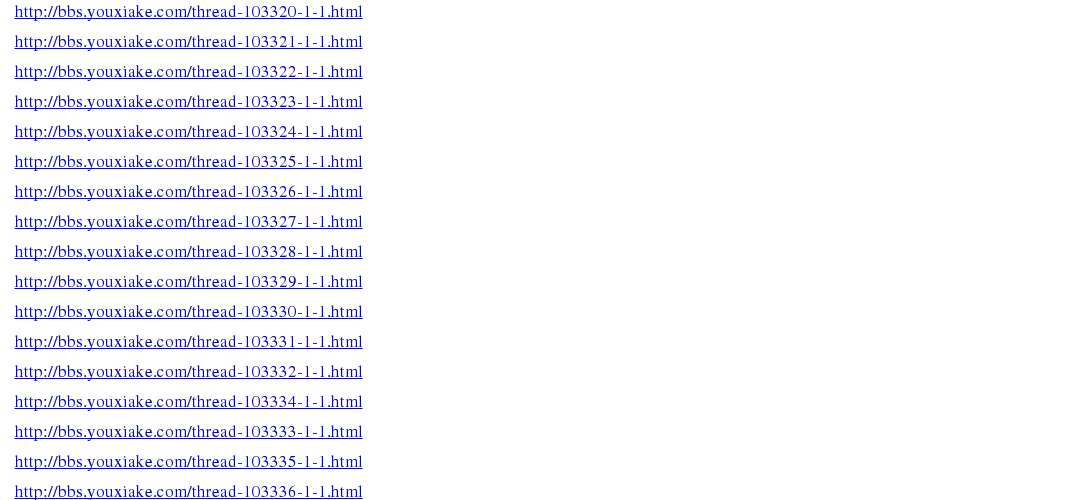 http://bbs.youxiake.com/thread-103320-1-1.html
http://bbs.youxiake.com/thread-103321-1-1.html
http://bbs.youxiake.com/thread-103322-1-1.html
http://bbs.youxiake.com/thread-103323-1-1.html
http://bbs.youxiake.com/thread-103324-1-1.html
http://bbs.youxiake.com/thread-103325-1-1.html
http://bbs.youxiake.com/thread-103326-1-1.html
http://bbs.youxiake.com/thread-103327-1-1.html
http://bbs.youxiake.com/thread-103328-1-1.html
http://bbs.youxiake.com/thread-103329-1-1.html
http://bbs.youxiake.com/thread-103330-1-1.html
http://bbs.youxiake.com/thread-103331-1-1.html
http://bbs.youxiake.com/thread-103332-1-1.html
http://bbs.youxiake.com/thread-103334-1-1.html
http://bbs.youxiake.com/thread-103333-1-1.html
http://bbs.youxiake.com/thread-103335-1-1.html
http://bbs.youxiake.com/thread-103336-1-1.html